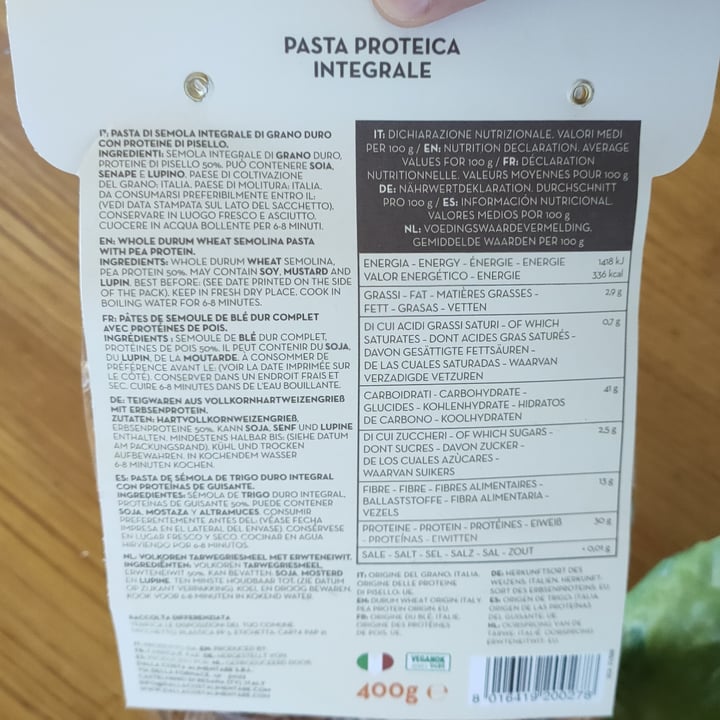 PASTA PROTEICA
INTEGRALE
IT: PASTA DI SEMOLA INTEGRALE DI GRANO DURO
CON PROTEINE DI PISELLO.
INGREDIENTI: SEMOLA INTEGRALE DI GRANO DURO,
PROTEINE DI PISELLO 50%. PUÒ CONTENERE SOIA,
SENAPE E LUPINO. PAESE DI COLTIVAZIONE
DEL GRANO: ITALIA. PAESE DI MOLITURA: ITALIA.
DA CONSUMARSI PREFERIBILMENTE ENTRO IL:
(VEDI DATA STAMPATA SUL LATO DEL SACCHETTO).
CONSERVARE IN LUOGO FRESCO E ASCIUTTO.
CUOCERE IN ACQUA BOLLENTE PER 6-8 MINUTI.
EN: WHOLE DURUM WHEAT SEMOLINA PASTA
WITH PEA PROTEIN.
INGREDIENTS: WHOLE DURUM WHEAT SEMOLINA,
PEA PROTEIN 50%. MAY CONTAIN SOY, MUSTARD AND
LUPIN. BEST BEFORE: (SEE DATE PRINTED ON THE SIDE
OF THE PACK). KEEP IN FRESH DRY PLACE. COOK IN
BOILING WATER FOR 6-8 MINUTES.
FR: PÂTES DE SEMOULE DE BLÉ DUR COMPLET
AVEC PROTÉINES DE POIS.
INGRÉDIENTS : SEMOULE DE BLÉ DUR COMPLET,
PROTÉINES DE POIS 50%. IL PEUT CONTENIR DU SOJA,
DU LUPIN, DE LA MOUTARDE. À CONSOMMER DE
PRÉFÉRENCE AVANT LE: (VOIR LA DATE IMPRIMÉE SUR
LE CÔTÉ). CONSERVER DANS UN ENDROIT FRAIS ET
SEC. CUIRE 6-8 MINUTES DANS DE L'EAU BOUILLANTE.
DE: TEIGWAREN AUS VOLLKORNHARTWEIZENGRIEß
MIT ERBSENPROTEIN.
ZUTATEN: HARTVOLLKORNWEIZENGRIEß,
ERBSENPROTEINE 50%. KANN SOJA, SENF UND LUPINE
ENTHALTEN. MINDESTENS HALBAR BIS: (SIEHE DATUM
AM PACKUNGSRAND). KÜHL UND TROCKEN
AUFBEWAHREN. IN KOCHENDEM WASSER
6-8 MINUTEN KOCHEN.
ES: PASTA DE SÉMOLA DE TRIGO DURO INTEGRAL
CON PROTEÍNAS DE GUISANTE.
INGREDIENTES: SÉMOLA DE TRIGO DURO INTEGRAL,
PROTEÍNAS DE GUISANTE 50%. PUEDE CONTENER
SOJA, MOSTAZA Y ALTRAMUCES. CONSUMIR
PREFERENTEMENTE ANTES DEL: (VÉASE FECHA
IMPRESA EN EL LATERAL DEL ENVASE). CONSÉRVESE
EN LUGAR FRESCO Y SECO. COCINAR EN AGUA
HIRVIENDO POR 6-8 MINUTOS.
NL: VOLKOREN TARWEGRIESMEEL MET ERWTENEIWIT.
INGREDIËNTEN: VOLKOREN TARWEGRIESMEEL,
ERWTENEIWIT 50%. KAN BEVATTEN: SOJA, MOSTERD
EN LUPINE. TEN MINSTE HOUDBAAR TOT: (ZIE DATUM
OP ZIJKANT VERPAKKING). KOEL EN DROOG BEWAREN.
KOOK VOOR 6-8 MINUTEN IN KOKEND WATER.
RACCOLTA DIFFERENZIATA
VERIFICA LE DISPOSIZIONI DEL TUO COMUNE
DALLA COSTA ALIMENTARE S.R.L.
IT: DICHIARAZIONE NUTRIZIONALE. VALORI MEDI
PER 100 g / EN: NUTRITION DECLARATION. AVERAGE
VALUES FOR 100 g / FR: DÉCLARATION
NUTRITIONNELLE. VALEURS MOYENNES POUR 100 g
DE: NÄHRWERTDEKLARATION. DURCHSCHNITT
PRO 100 g / ES: INFORMACIÓN NUTRICIONAL.
VALORES MEDIOS POR 100 g
NL: VOEDINGSWAARDEVERMELDING.
GEMIDDELDE WAARDEN PER 100 g
ENERGIA - ENERGY - ÉNERGIE - ENERGIE 1418 kJ
VALOR ENERGÉTICO - ENERGIE 336 kcal
GRASSI - FAT - MATIÈRES GRASSES - 2,9 g
FETT - GRASAS - VETTEN
DI CUI ACIDI GRASSI SATURI - OF WHICH 0,7 g
SATURATES - DONT ACIDES GRAS SATURÉS -
DAVON GESÄTTIGTE FETTSÄUREN -
DE LAS CUALES SATURADAS - WAARVAN
VERZADIGDE VETZUREN
CARBOIDRATI - CARBOHYDRATE - 41 g
GLUCIDES - KOHLENHYDRATE - HIDRATOS
DE CARBONO - KOOLHYDRATEN
DI CUI ZUCCHERI - OF WHICH SUGARS - 2,5 g
DONT SUCRES - DAVON ZUCKER -
DE LOS CUALES AZÚCARES -
WAARVAN SUIKERS
FIBRE - FIBRE - FIBRES ALIMENTAIRES - 13 g
BALLASTSTOFFE - FIBRA ALIMENTARIA -
VEZELS
PROTEINE - PROTEIN - PROTÉINES - EIWEIß 30 g
- PROTEÍNAS - EIWITTEN
SALE - SALT - SEL - SALZ - SAL - ZOUT < 0,01 g
IT: ORIGINE DEL GRANO: ITALIA.
ORIGINE DELLE PROTEINE
DI PISELLO: UE.
EN: DURUM WHEAT ORIGIN: ITALY.
PEA PROTEIN ORIGIN: EU.
FR: ORIGINE DU BLÉ: ITALIE.
ORIGINE DES PROTÉINES
DE POIS: UE.
DE: HERKUNFTSORT DES
WEIZENS: ITALIEN. HERKUNFT-
SORT DES ERBSENPROTEINS: EU.
ES: ORIGEN DE TRIGO: ITALIA.
ORIGEN DE LAS PROTEÍNAS
DEL GUISANTE: UE.
NL: OORSPRONG VAN DE
TARWE: ITALIË. OORSPRONG
ERWTENEIWIT: EU.
VEGANOK
400g e
8 016419 200278